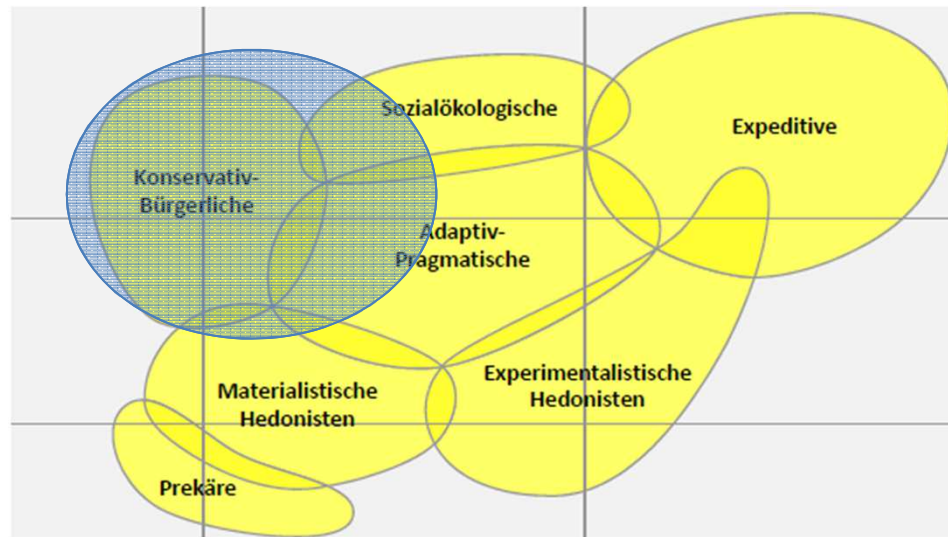 Sozialökologische
Expeditive
Konservativ-
Bürgerliche
Adaptiv-
Pragmatische
Materialistische
Hedonisten
Experimentalistische
Hedonisten
Prekäre